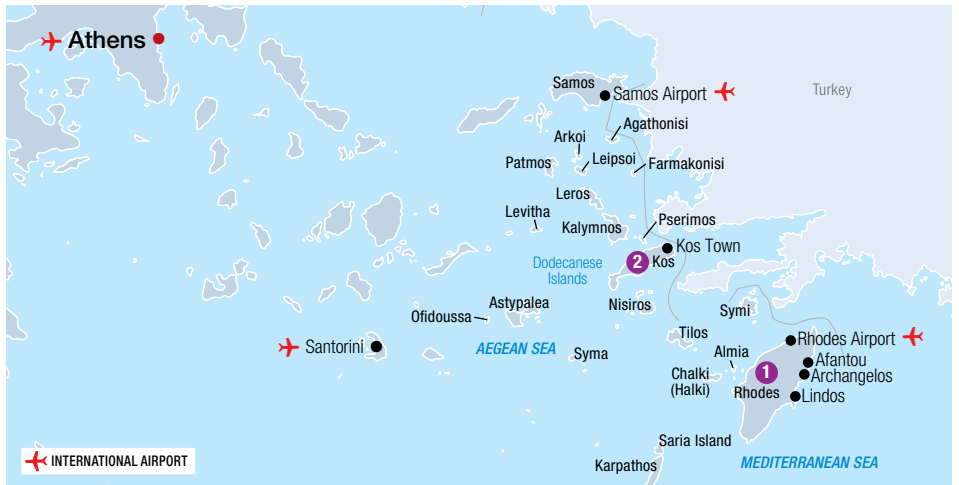 Athens
Samos
Samos Airport
Turkey
Agathonisi
Arkoi
Leipsoi
Patmos
Farmakonisi
Leros
Levitha
Kalymnos
Pserimos
Kos Town
2
Kos
Dodecanese
Islands
Nisiros
Symi
Astypalea
Ofidoussa
Santorini
AEGEAN SEA
Syma
Tilos
Rhodes Airport
Almia
Afantou
Chalki
(Halki)
1
Archangelos
Rhodes
Lindos
Saria Island
Karpathos
MEDITERRANEAN SEA
INTERNATIONAL AIRPORT